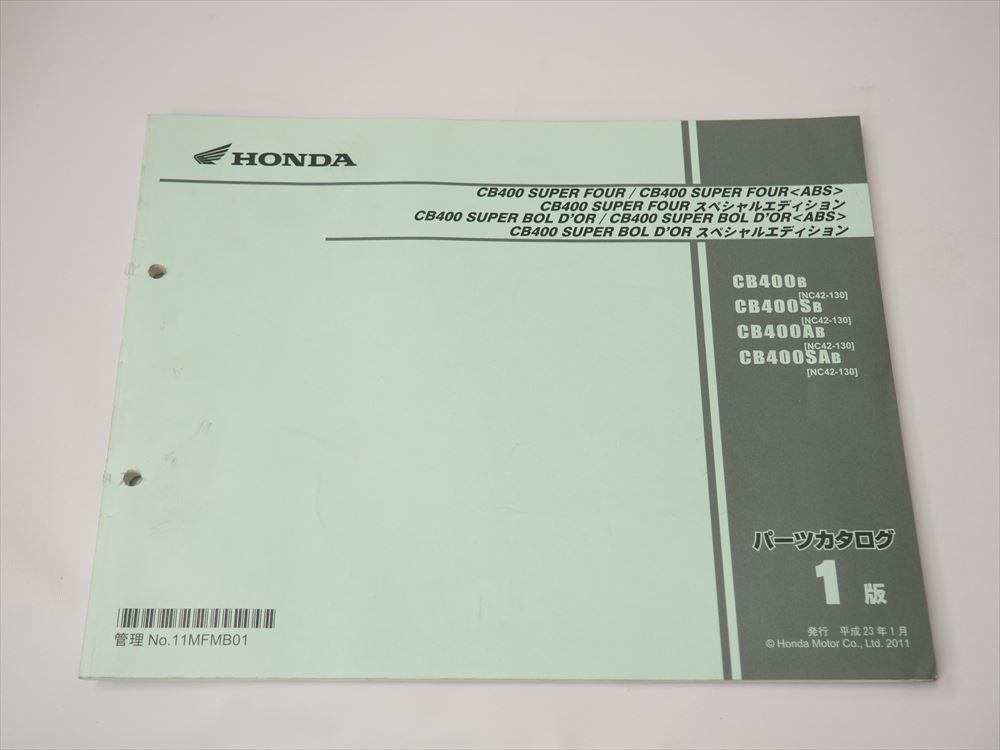 HONDA
CB400 SUPER FOUR / CB400 SUPER FOUR<ABS>
CB400 SUPER FOUR スペシャルエディション
CB400 SUPER BOL D'OR / CB400 SUPER BOL D'OR<ABS>
CB400 SUPER BOL D'OR スペシャルエディション
CB400B
[NC42-130]
CB400SB
[NC42-130]
CB400AB
[NC42-130]
CB400SAB
[NC42-130]
パーツカタログ
1 版
発行 平成23年1月
© Honda Motor Co., Ltd. 2011
管理 No.11MFMB01